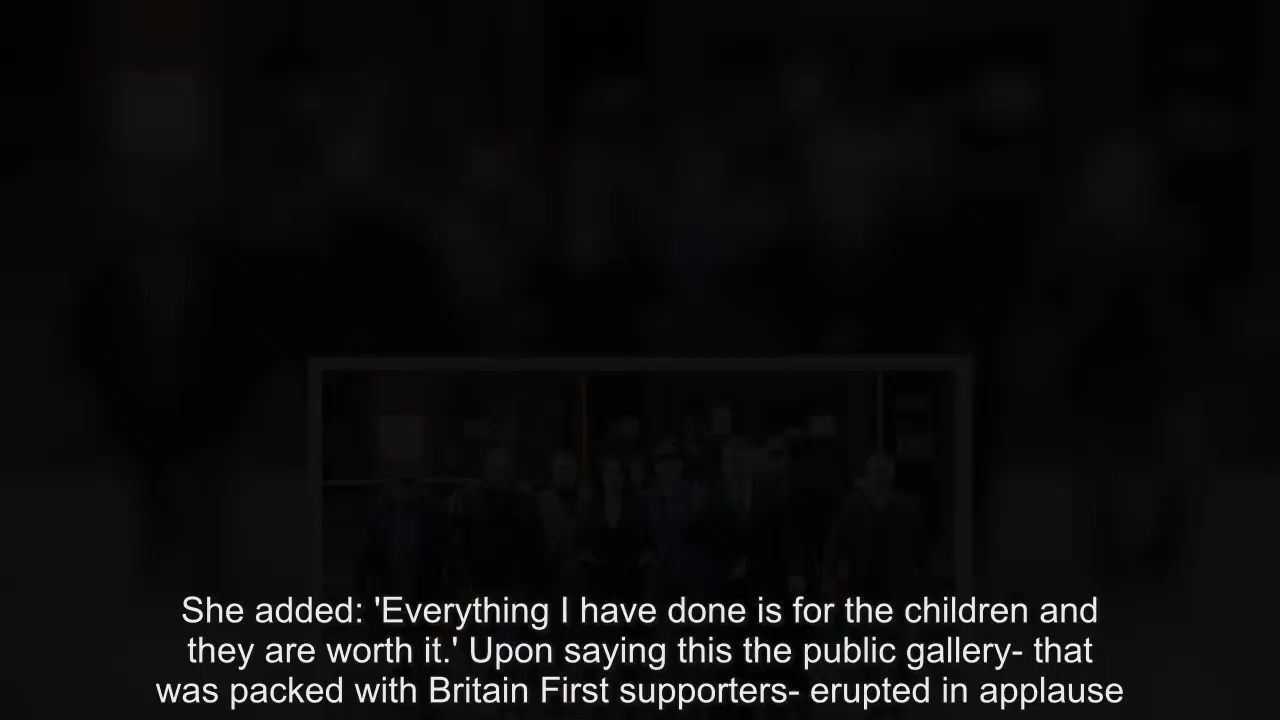 She added: 'Everything I have done is for the children and
they are worth it.' Upon saying this the public gallery- that
was packed with Britain First supporters- erupted in applause